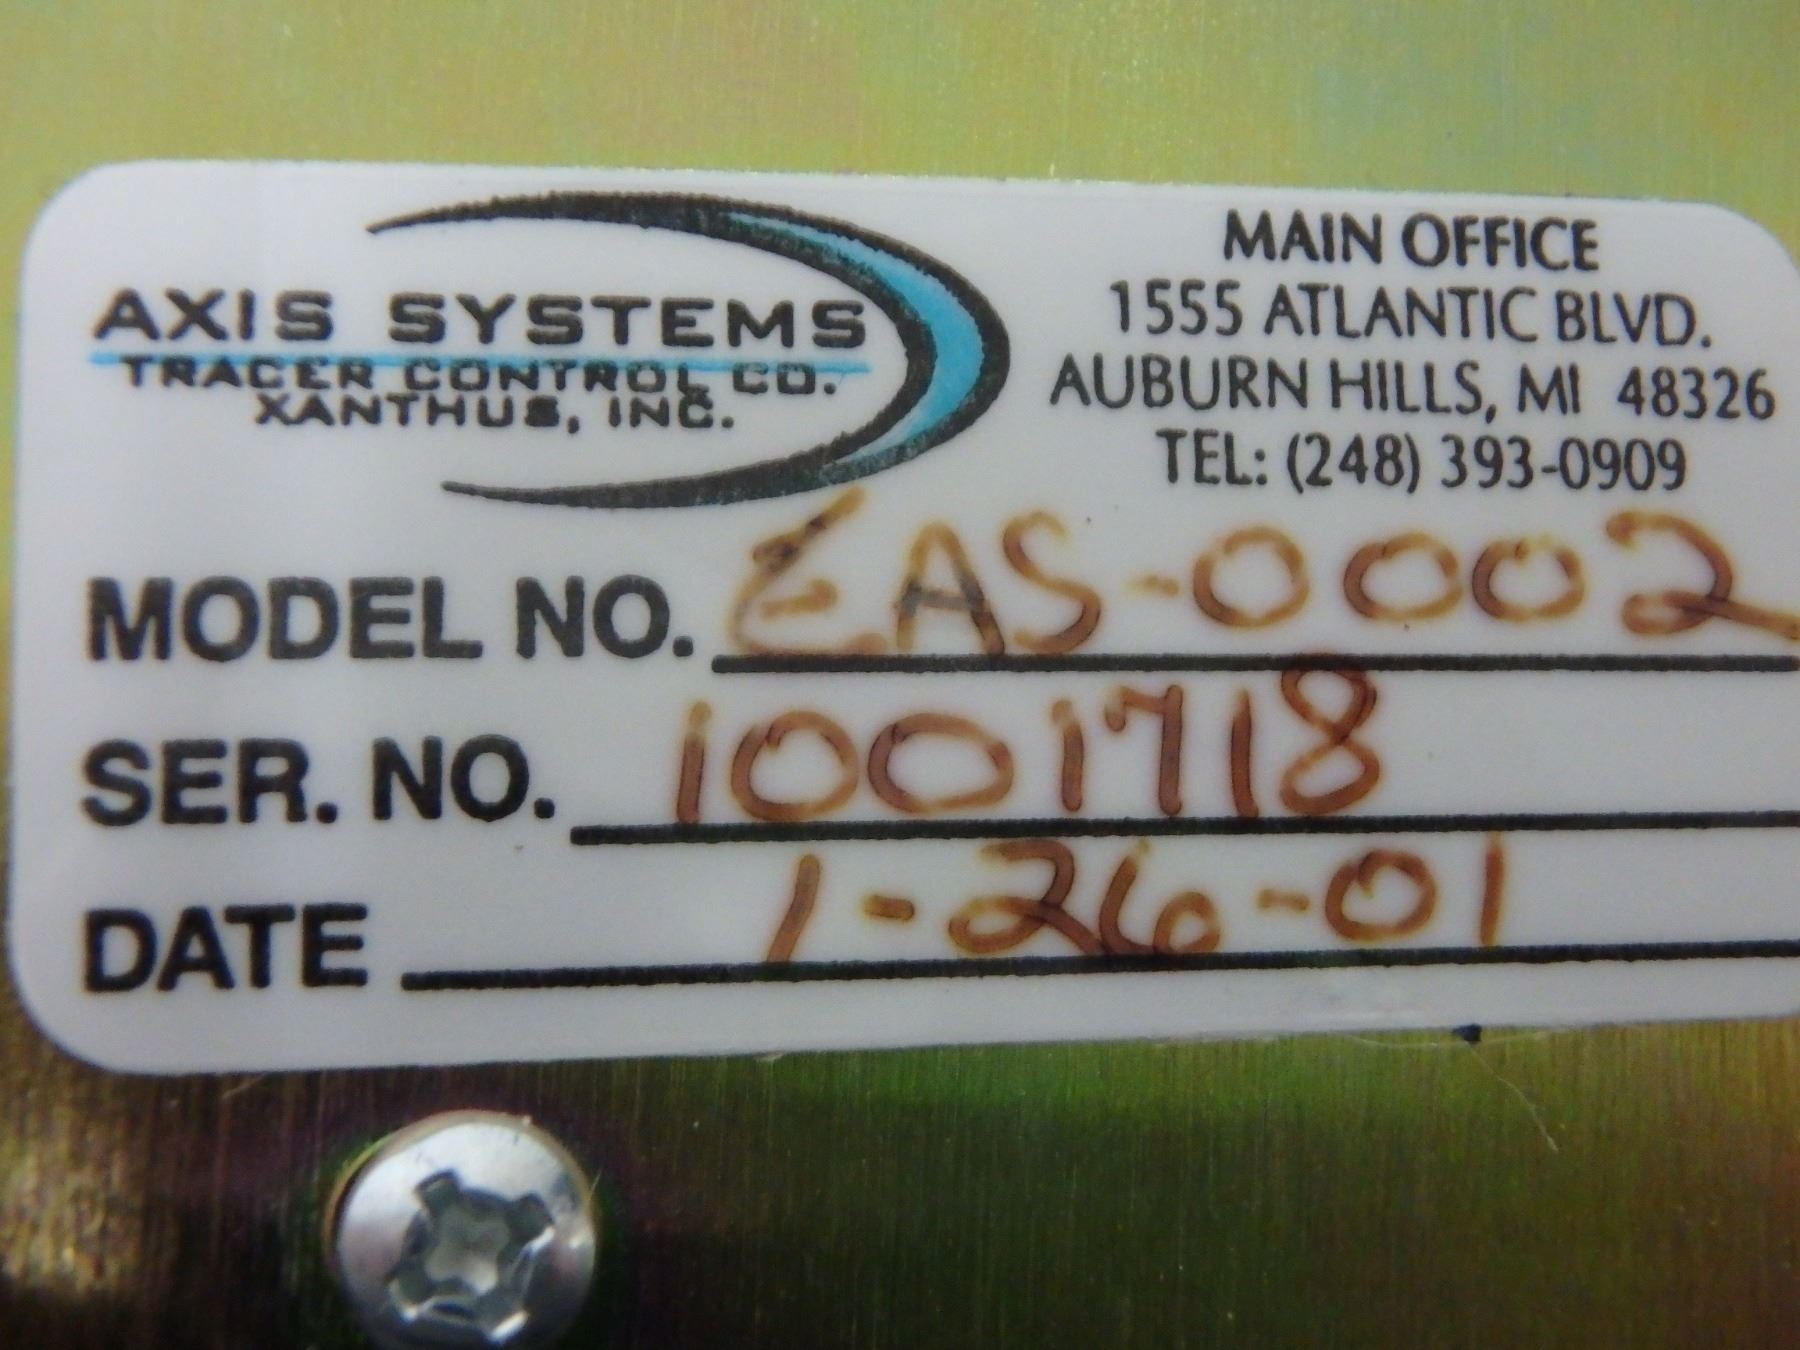 AXIS SYSTEMS
TRACER CONTROL CO.
XANTHUS, INC.
MAIN OFFICE
1555 ATLANTIC BLVD.
AUBURN HILLS, MI 48326
TEL: (248) 393-0909
MODEL NO. EAS-0002
SER. NO. 1001718
DATE 1-26-01